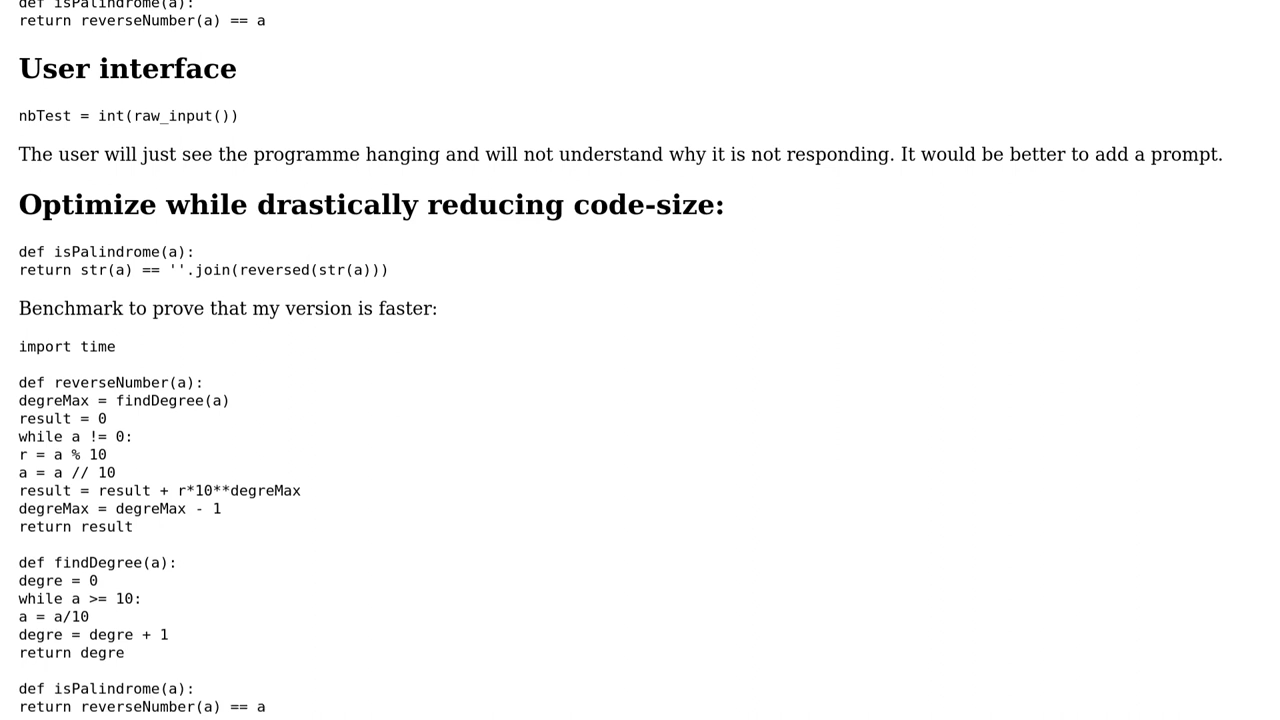 def isPalindrome(a):
return reverseNumber(a) == a
User interface
nbTest = int(raw_input())
The user will just see the programme hanging and will not understand why it is not responding. It would be better to add a prompt.
Optimize while drastically reducing code-size:
def isPalindrome(a):
return str(a) == ''.join(reversed(str(a)))
Benchmark to prove that my version is faster:
import time
def reverseNumber(a):
degreMax = findDegree(a)
result = 0
while a != 0:
r = a % 10
a = a // 10
result = result + r*10**degreMax
degreMax = degreMax - 1
return result
def findDegree(a):
degre = 0
while a >= 10:
a = a/10
degre = degre + 1
return degre
def isPalindrome(a):
return reverseNumber(a) == a